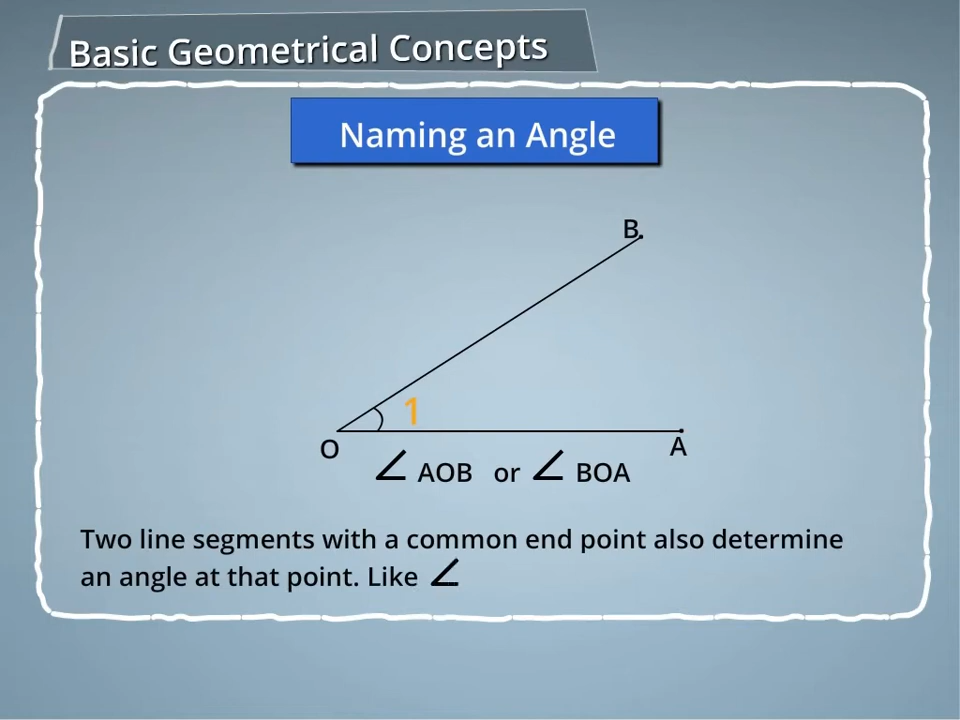 Basic Geometrical Concepts
Naming an Angle
B
1
O
A
∠ AOB or ∠ BOA
Two line segments with a common end point also determine
an angle at that point. Like ∠